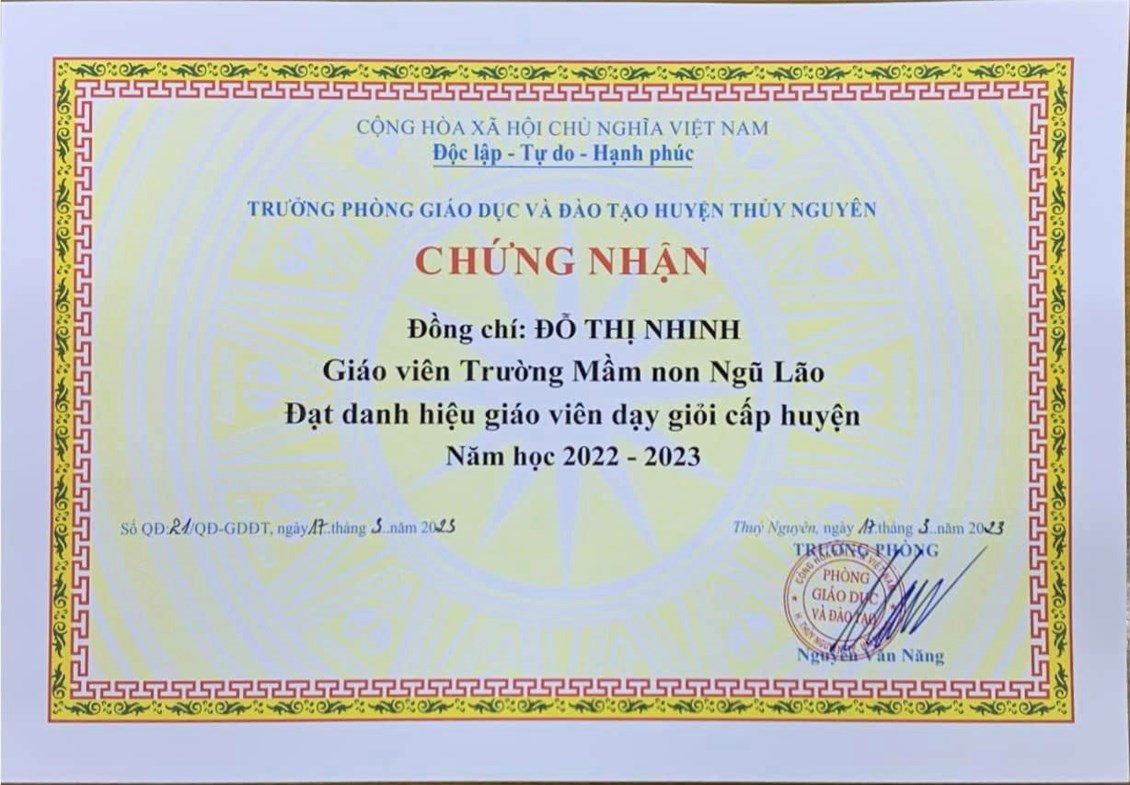 CỘNG HÒA XÃ HỘI CHỦ NGHĨA VIỆT NAM
Độc lập - Tự do - Hạnh phúc
TRƯỞNG PHÒNG GIÁO DỤC VÀ ĐÀO TẠO HUYỆN THỦY NGUYÊN
CHỨNG NHẬN
Đồng chí: ĐỖ THỊ NHINH
Giáo viên Trường Mầm non Ngũ Lão
Đạt danh hiệu giáo viên dạy giỏi cấp huyện
Năm học 2022 - 2023
Số QĐ:21/QĐ-GDĐT, ngày 17.tháng 3..năm 2023
Thuỷ Nguyên, ngày 17.tháng 3..năm 2023
TRƯỞNG PHÒNG
PHÒNG
GIÁO DỤC
VÀ ĐÀO TẠO
Nguyễn Văn Năng